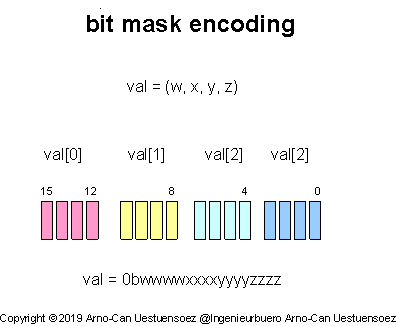 bit mask encoding
val = (w, x, y, z)
val[0] val[1] val[2] val[2]
15 12 8 4 0
val = 0bwwwwxxxxyyyyzzzz
Copyright ©2019 Arno-Can Uestuensoez @Ingenieurbuero Arno-Can Uestuensoez